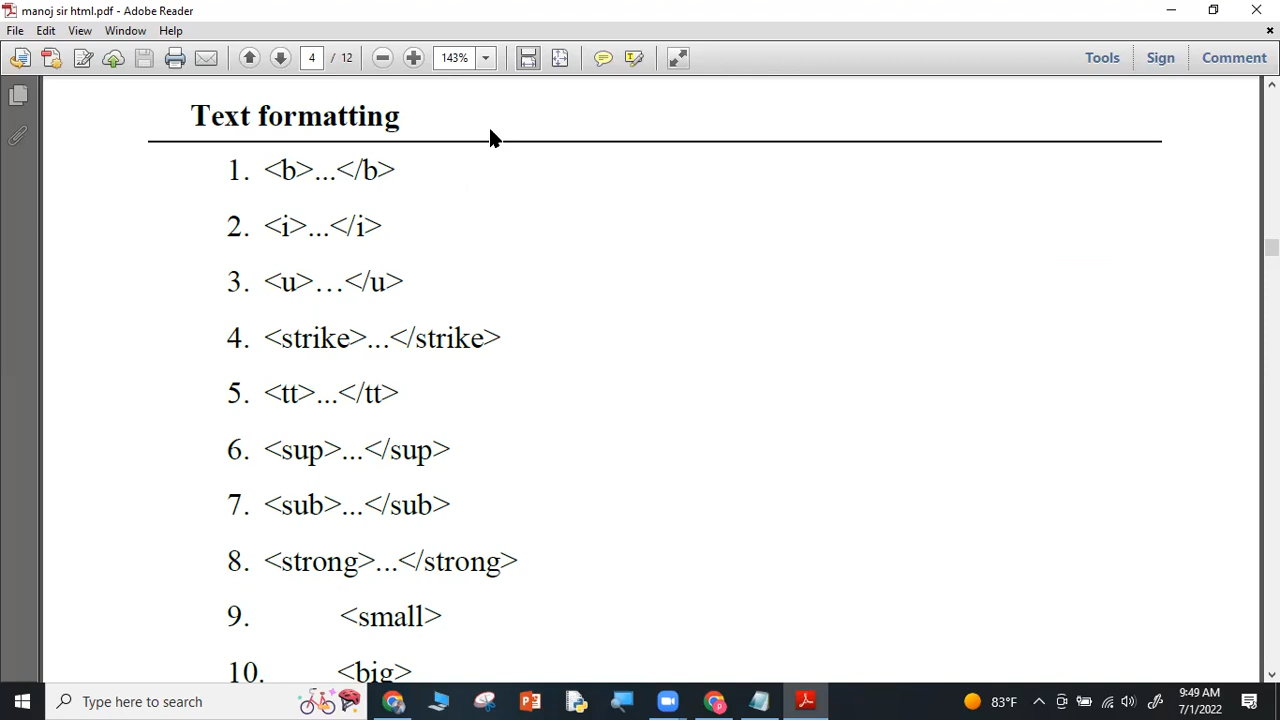 manoj sir html.pdf - Adobe Reader
File Edit View Window Help
4 / 12 143% Tools Sign Comment
Text formatting
1. <b>...</b>
2. <i>...</i>
3. <u>…</u>
4. <strike>...</strike>
5. <tt>...</tt>
6. <sup>...</sup>
7. <sub>...</sub>
8. <strong>...</strong>
9. <small>
10. <big>
Type here to search
83°F
9:49 AM
7/1/2022